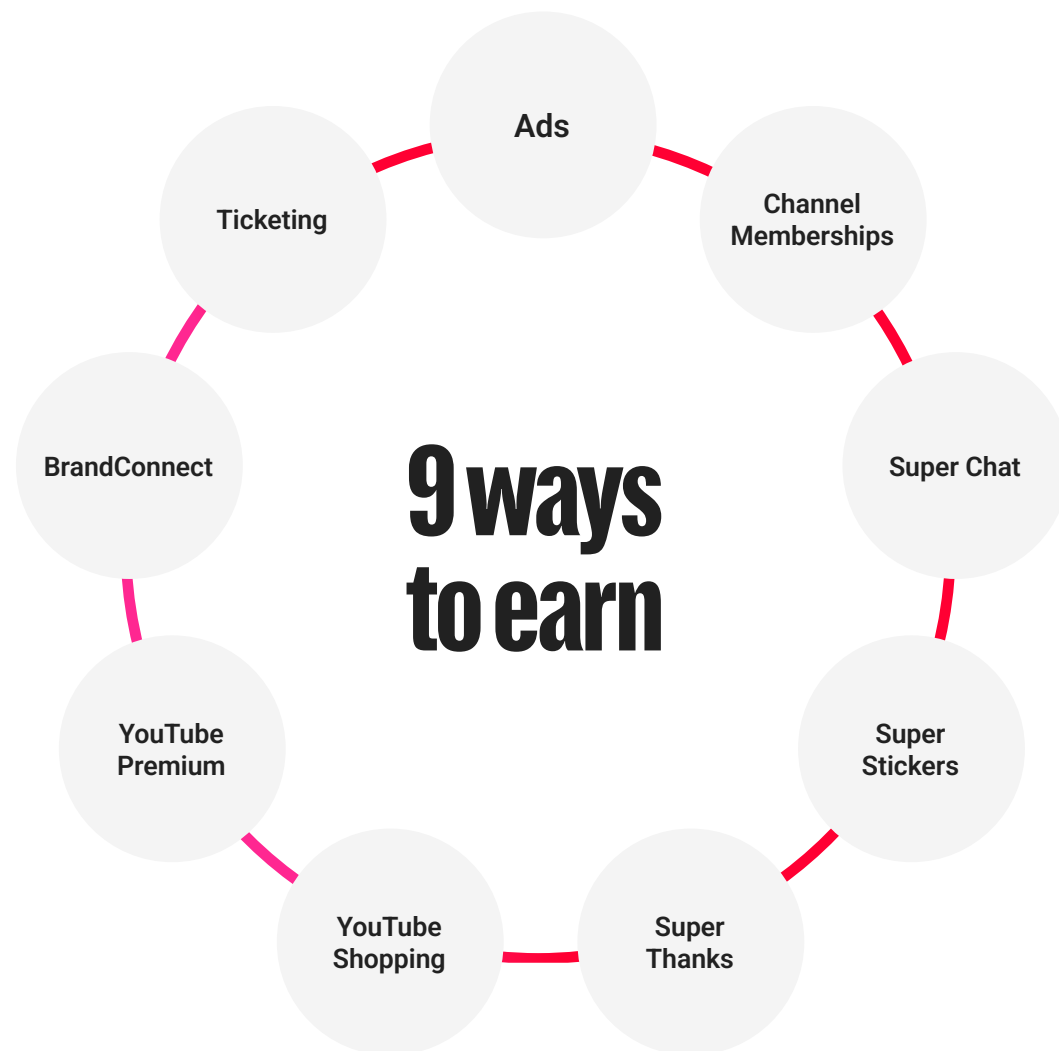 Ads
Channel
Memberships
Super Chat
Super
Stickers
Super
Thanks
YouTube
Shopping
YouTube
Premium
BrandConnect
Ticketing
9 ways
to earn